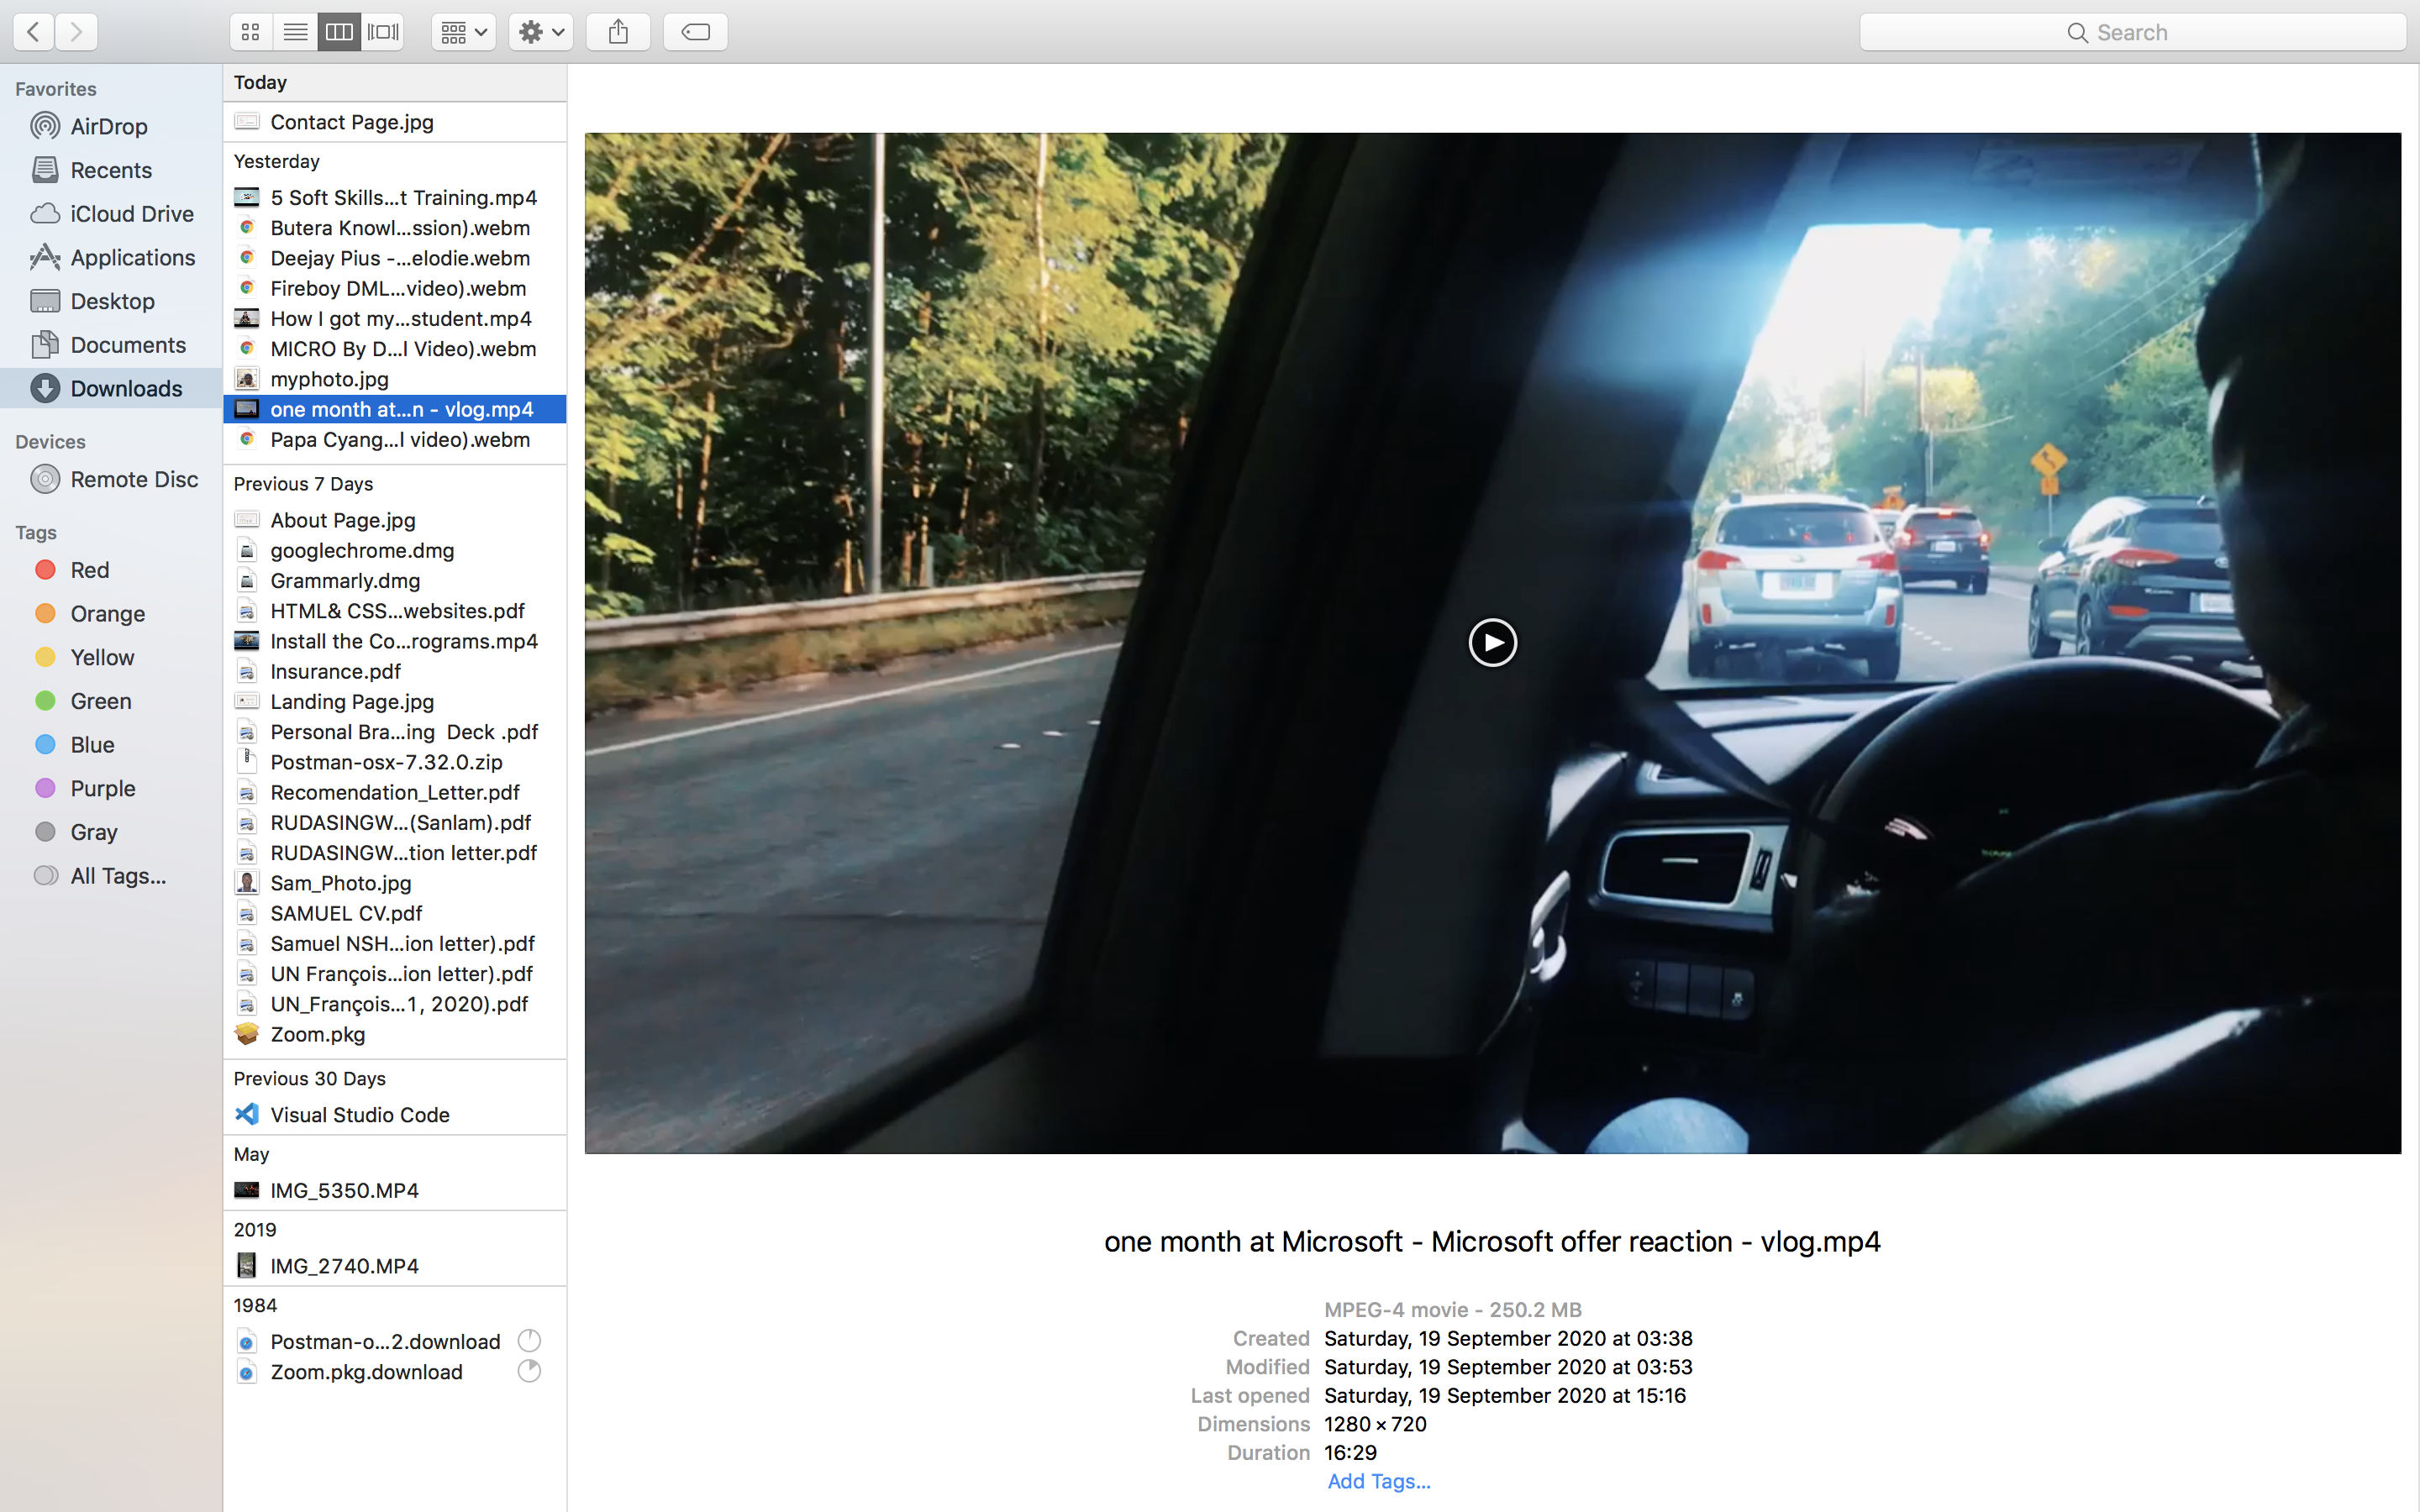 Search
Favorites
AirDrop
Recents
iCloud Drive
Applications
Desktop
Documents
Downloads
Devices
Remote Disc
Tags
Red
Orange
Yellow
Green
Blue
Purple
Gray
All Tags...
Today
Contact Page.jpg
Yesterday
5 Soft Skills...t Training.mp4
Butera Knowl...ssion).webm
Deejay Pius -...elodie.webm
Fireboy DML...video).webm
How I got my...student.mp4
MICRO By D...l Video).webm
myphoto.jpg
one month at...n - vlog.mp4
Papa Cyang...l video).webm
Previous 7 Days
About Page.jpg
googlechrome.dmg
Grammarly.dmg
HTML& CSS...websites.pdf
Install the Co...rograms.mp4
Insurance.pdf
Landing Page.jpg
Personal Bra...ing  Deck .pdf
Postman-osx-7.32.0.zip
Recomendation_Letter.pdf
RUDASINGW...(Sanlam).pdf
RUDASINGW...tion letter.pdf
Sam_Photo.jpg
SAMUEL CV.pdf
Samuel NSH...ion letter).pdf
UN François...ion letter).pdf
UN_François...1, 2020).pdf
Zoom.pkg
Previous 30 Days
Visual Studio Code
May
IMG_5350.MP4
2019
IMG_2740.MP4
1984
Postman-o...2.download
Zoom.pkg.download
one month at Microsoft - Microsoft offer reaction - vlog.mp4
MPEG-4 movie - 250.2 MB
Created Saturday, 19 September 2020 at 03:38
Modified Saturday, 19 September 2020 at 03:53
Last opened Saturday, 19 September 2020 at 15:16
Dimensions 1280 × 720
Duration 16:29
Add Tags...